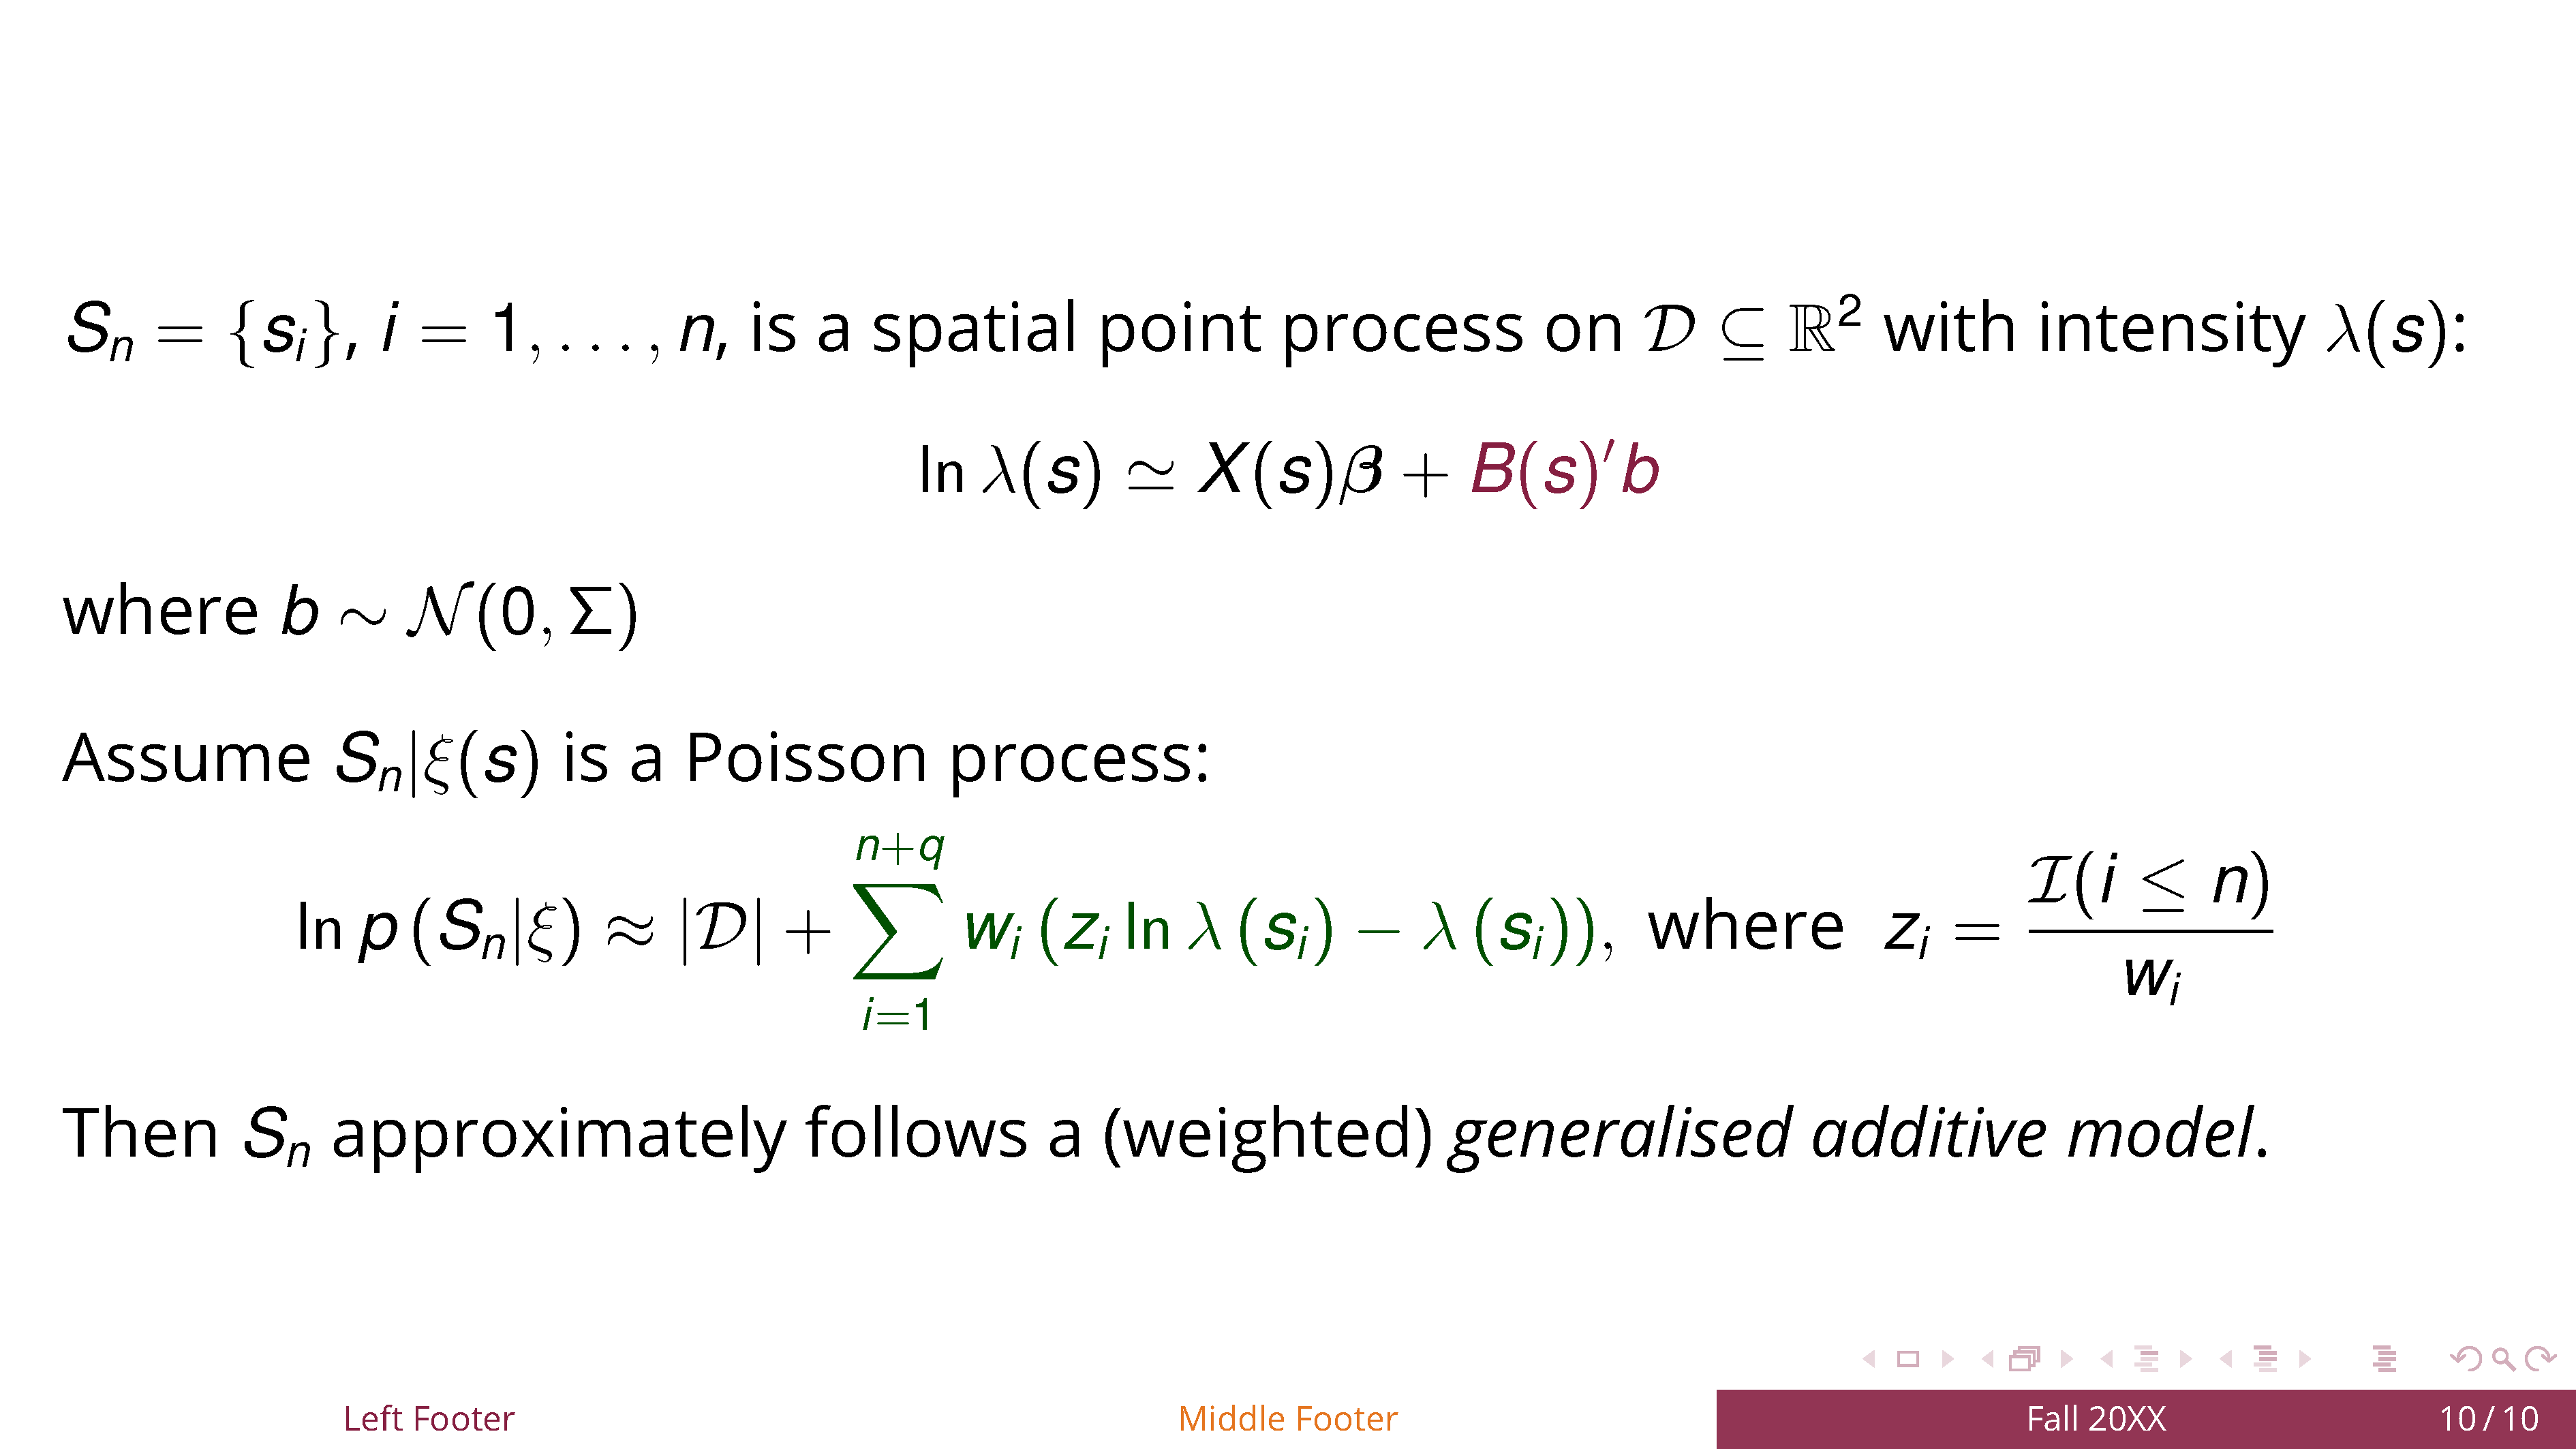 Sₙ = {sᵢ}, i = 1, . . . , n, is a spatial point process on 𝒟 ⊆ ℝ² with intensity λ(s):
ln λ(s) ≃ X(s)β + B(s)′b
where b ∼ 𝒩(0, Σ)
Assume Sₙ|ξ(s) is a Poisson process:
ln p (Sₙ|ξ) ≈ |𝒟| + ∑_{i=1}^{n+q} wᵢ (zᵢ ln λ (sᵢ) − λ (sᵢ)), where zᵢ = ℐ(i ≤ n) / wᵢ
Then Sₙ approximately follows a (weighted) generalised additive model.
Left Footer Middle Footer Fall 20XX 10 / 10